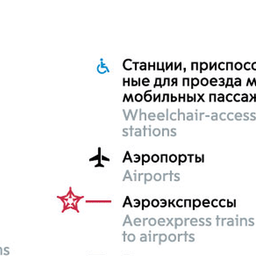 Станции, приспосо
ные для проезда м
мобильных пассаж
Wheelchair-access
stations
Аэропорты
Airports
Аэроэкспрессы
Aeroexpress trains
to airports
ns